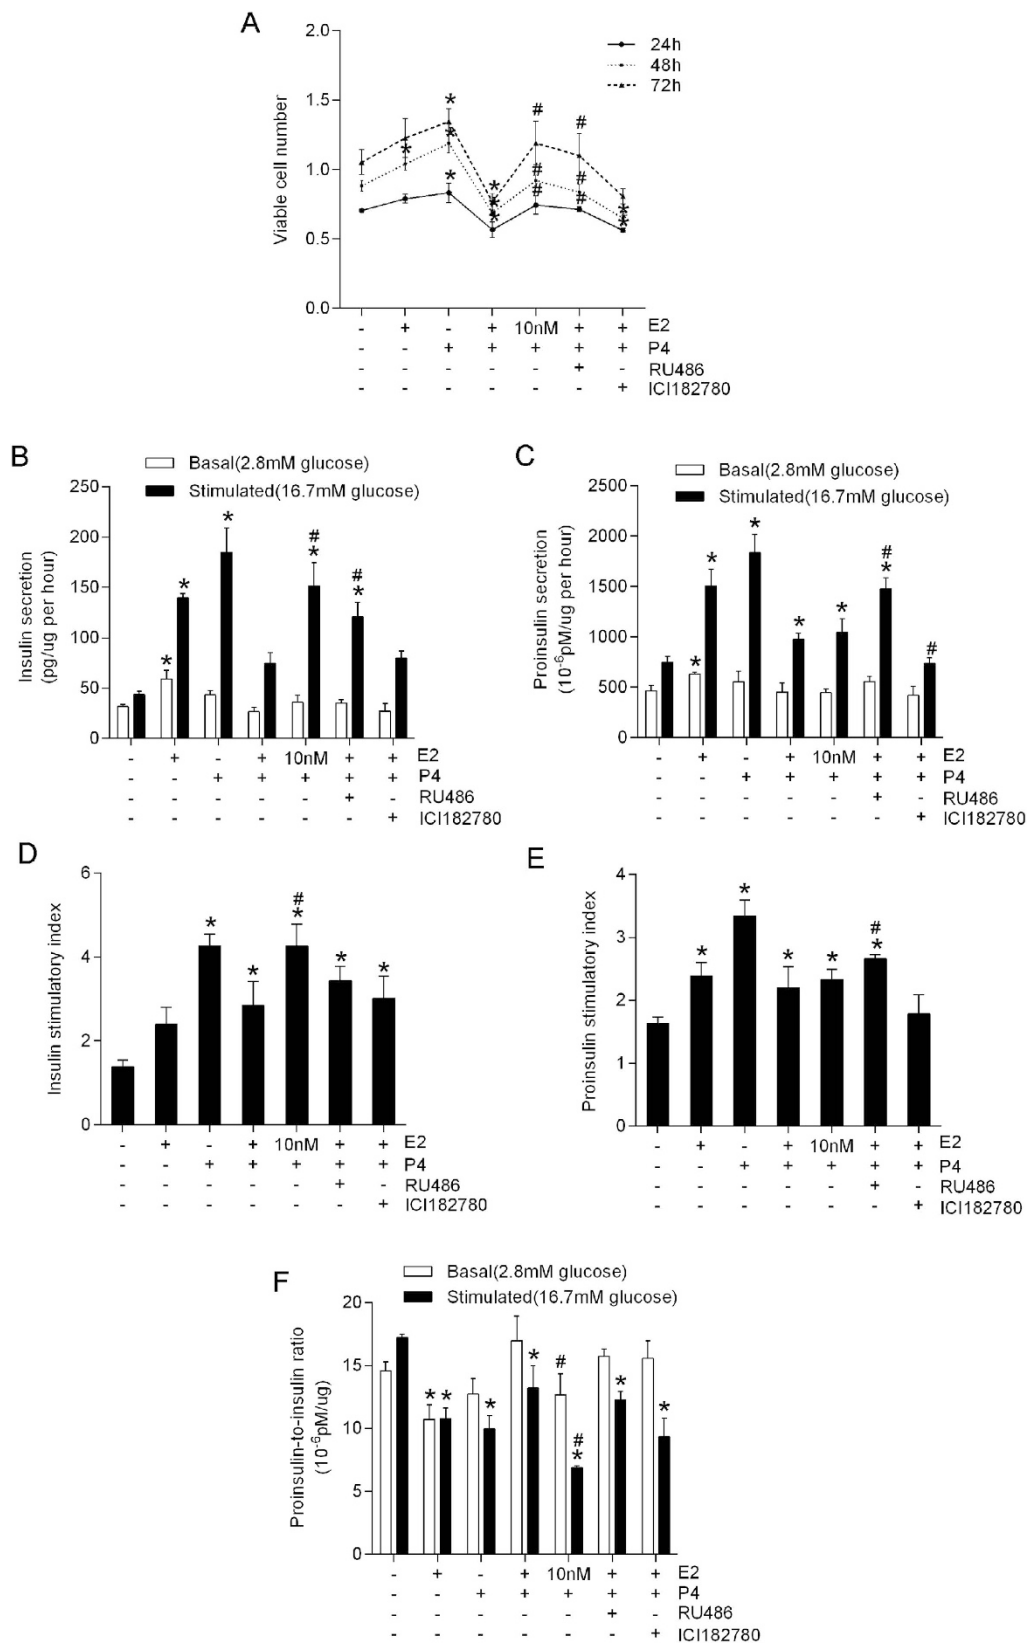 A
2.0
1.5
1.0
0.5
0.0
Viable cell number
24h
48h
72h
* * * * * * * # # # # # # * *
- + - + 10nM + + E2
- - + + + + + P4
- - - - - + - RU486
- - - - - - + ICI182780
B
Basal(2.8mM glucose)
Stimulated(16.7mM glucose)
250
200
150
100
50
0
Insulin secretion
(pg/ug per hour)
* * * # * # *
- + - + 10nM + + E2
- - + + + + + P4
- - - - - + - RU486
- - - - - - + ICI182780
C
Basal(2.8mM glucose)
Stimulated(16.7mM glucose)
2500
2000
1500
1000
500
0
Proinsulin secretion
(10⁻⁶pM/ug per hour)
* * * * * # * #
- + - + 10nM + + E2
- - + + + + + P4
- - - - - + - RU486
- - - - - - + ICI182780
D
6
4
2
0
Insulin stimulatory index
* * # * * *
- + - + 10nM + + E2
- - + + + + + P4
- - - - - + - RU486
- - - - - - + ICI182780
E
4
3
2
1
0
Proinsulin stimulatory index
* * * * # *
- + - + 10nM + + E2
- - + + + + + P4
- - - - - + - RU486
- - - - - - + ICI182780
F
Basal(2.8mM glucose)
Stimulated(16.7mM glucose)
20
15
10
5
0
Proinsulin-to-insulin ratio
(10⁻⁶pM/ug)
* * * * # # * * *
- + - + 10nM + + E2
- - + + + + + P4
- - - - - + - RU486
- - - - - - + ICI182780